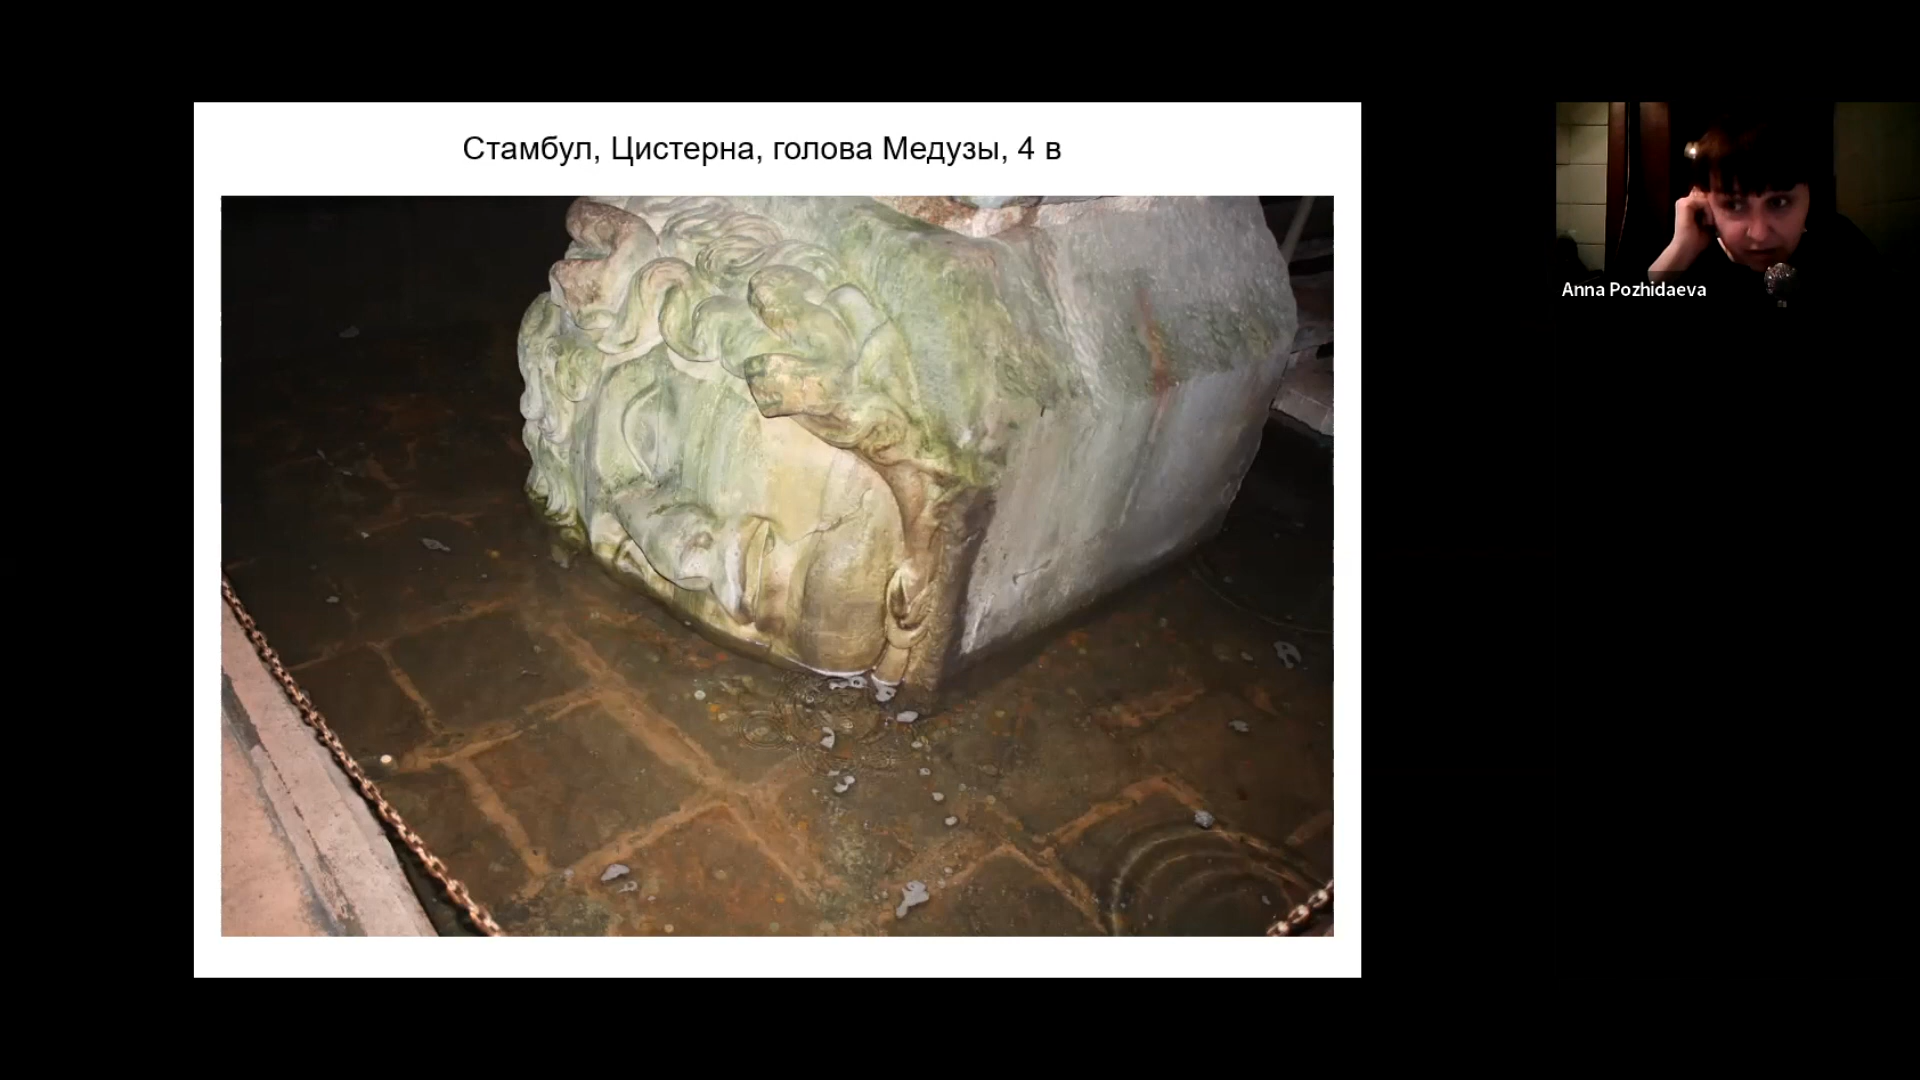 Стамбул, Цистерна, голова Медузы, 4 в
Anna Pozhidaeva